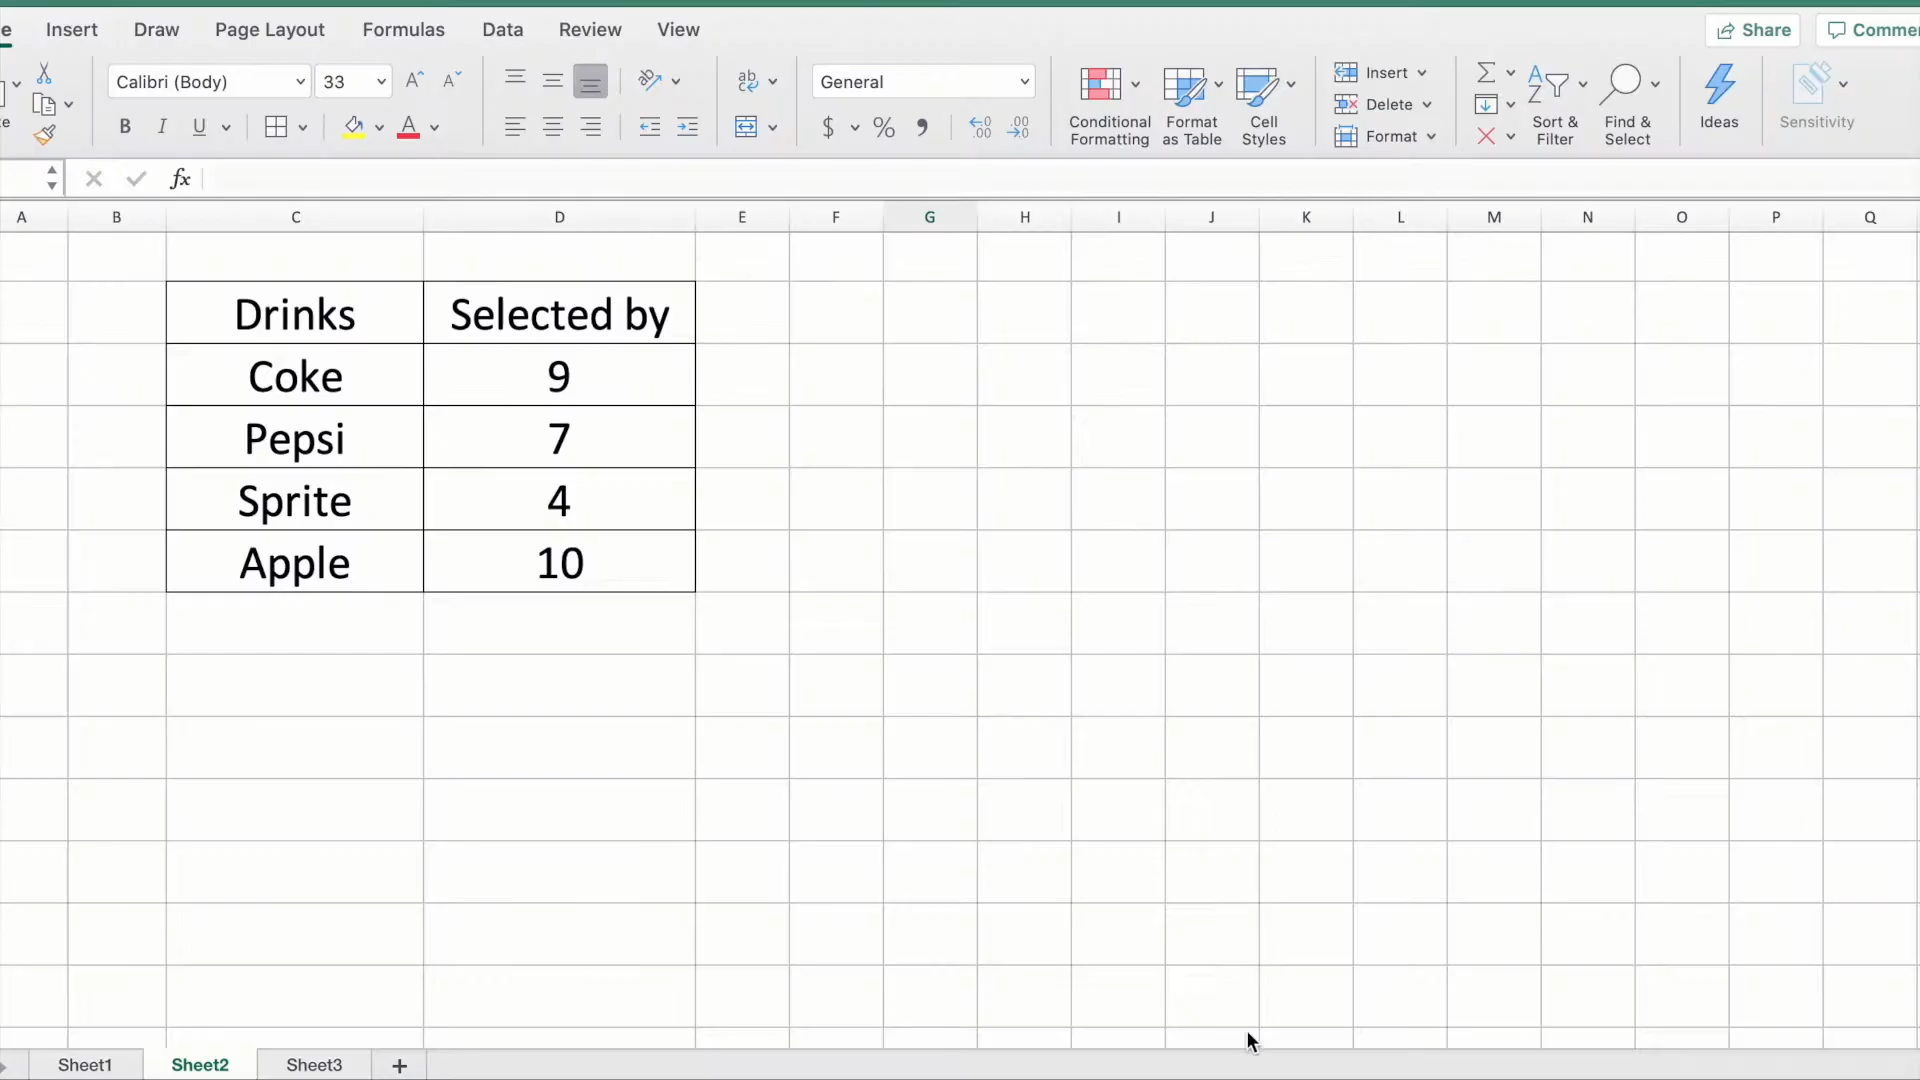 e Insert Draw Page Layout Formulas Data Review View Share Commer
Calibri (Body) 33 General Insert
Delete
Format
B I U $ % Conditional Formatting Format as Table Cell Styles Sort & Filter Find & Select Ideas Sensitivity
fx
A B C D E F G H I J K L M N O P Q
Drinks Selected by
Coke 9
Pepsi 7
Sprite 4
Apple 10
Sheet1 Sheet2 Sheet3 +